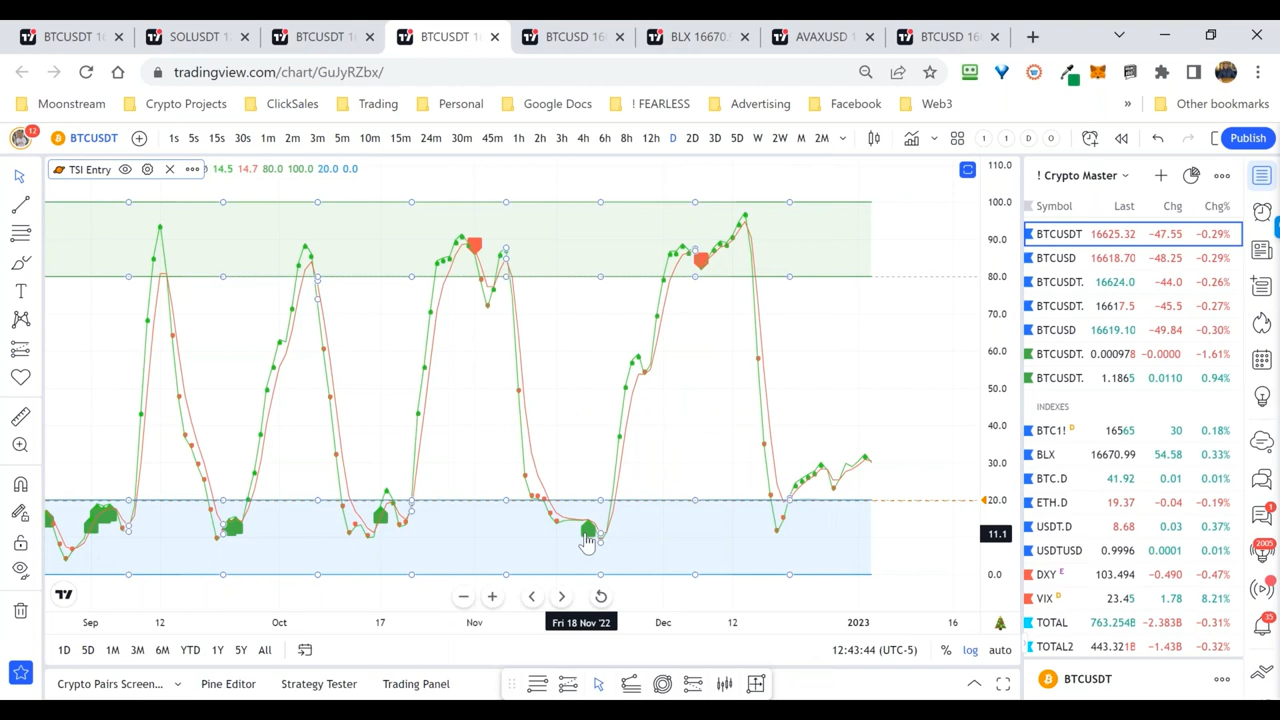 BTCUSDT 16
SOLUSDT 1
BTCUSDT 1
BTCUSDT 1
BTCUSD 166
BLX 16670.
AVAXUSD
BTCUSD 16
tradingview.com/chart/GuJyRZbx/
Moonstream
Crypto Projects
ClickSales
Trading
Personal
Google Docs
! FEARLESS
Advertising
Facebook
Web3
»
Other bookmarks
12
BTCUSDT
1s 5s 15s 30s 1m 2m 3m 5m 10m 15m 24m 30m 45m 1h 2h 3h 4h 6h 8h 12h D 2D 3D 5D W 2W M 2M
1 1 D O
Publish
TSI Entry
14.5 14.7 80.0 100.0 20.0 0.0
110.0
100.0
90.0
80.0
70.0
60.0
50.0
40.0
30.0
20.0
11.1
0.0
Sep 12 Oct 17 Nov Fri 18 Nov '22 Dec 12 2023 16
1D 5D 1M 3M 6M YTD 1Y 5Y All
12:43:44 (UTC-5)
% log auto
Crypto Pairs Screen...
Pine Editor
Strategy Test
Trading Panel
! Crypto Master
Symbol Last Chg Chg%
BTCUSDT 16625.32 −47.55 −0.29%
BTCUSD 16618.70 −48.25 −0.29%
BTCUSDT. 16624.0 −44.0 −0.26%
BTCUSDT. 16617.5 −45.5 −0.27%
BTCUSD 16619.10 −49.84 −0.30%
BTCUSDT. 0.000978 −0.0000 −1.61%
BTCUSDT. 1.1865 0.0110 0.94%
INDEXES
BTC1! D 16565 30 0.18%
BLX 16670.99 54.58 0.33%
BTC.D 41.92 0.01 0.01%
ETH.D 19.37 −0.04 −0.19%
USDT.D 8.68 0.03 0.37%
USDTUSD 0.9996 0.0001 0.01%
DXY E 103.494 −0.490 −0.47%
VIX D 23.45 1.78 8.21%
TOTAL 763.254B −2.383B −0.31%
TOTAL2 443.321B −1.43B −0.32%
BTCUSDT
1
2005
35